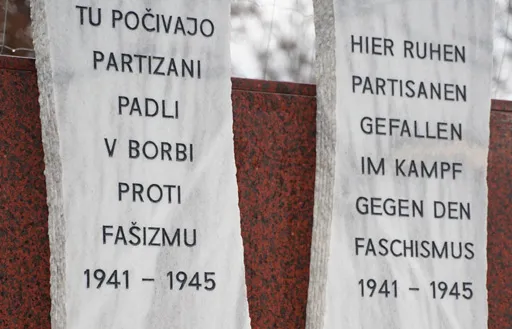 TU POČIVAJO
PARTIZANI
PADLI
V BORBI
PROTI
FAŠIZMU
1941 – 1945
HIER RUHEN
PARTISANEN
GEFALLEN
IM KAMPF
GEGEN DEN
FASCHISMUS
1941 – 1945